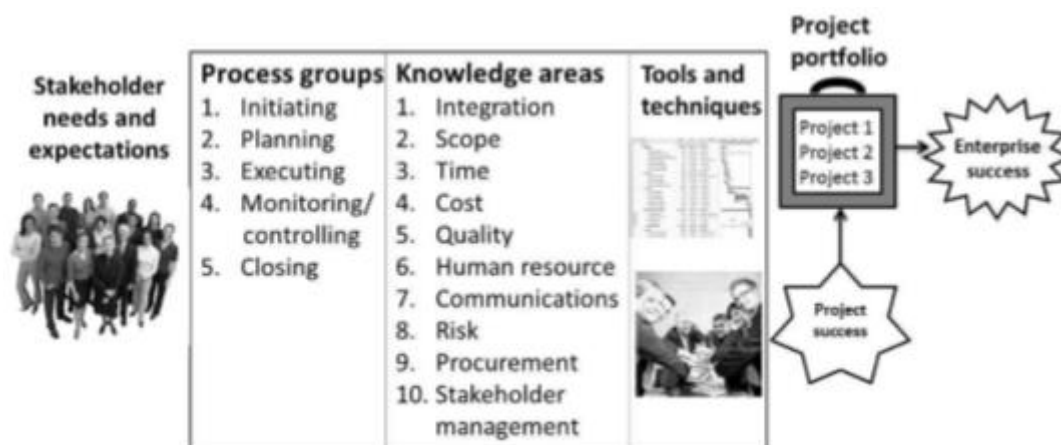 Stakeholder
needs and
expectations
Process groups
1. Initiating
2. Planning
3. Executing
4. Monitoring/
controlling
5. Closing
Knowledge areas
1. Integration
2. Scope
3. Time
4. Cost
5. Quality
6. Human resource
7. Communications
8. Risk
9. Procurement
10. Stakeholder
management
Tools and
techniques
Project
portfolio
Project 1
Project 2
Project 3
Enterprise
success
Project
success